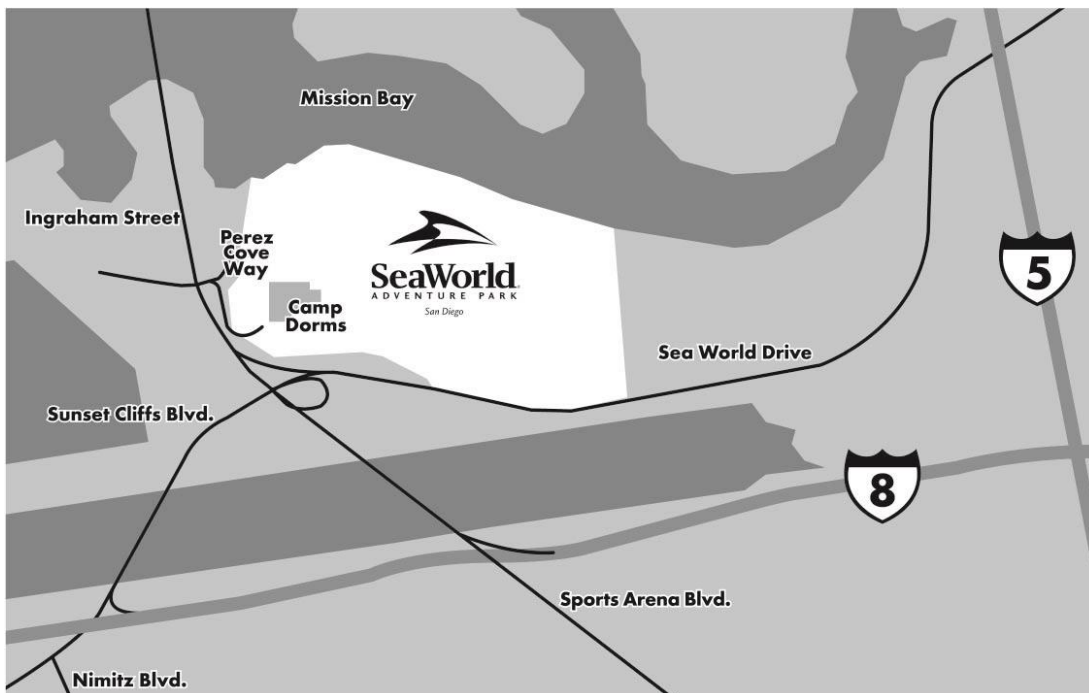 Mission Bay
Ingraham Street
Perez
Cove
Way
SeaWorld
ADVENTURE PARK
San Diego
Camp
Dorms
5
Sea World Drive
Sunset Cliffs Blvd.
8
Sports Arena Blvd.
Nimitz Blvd.